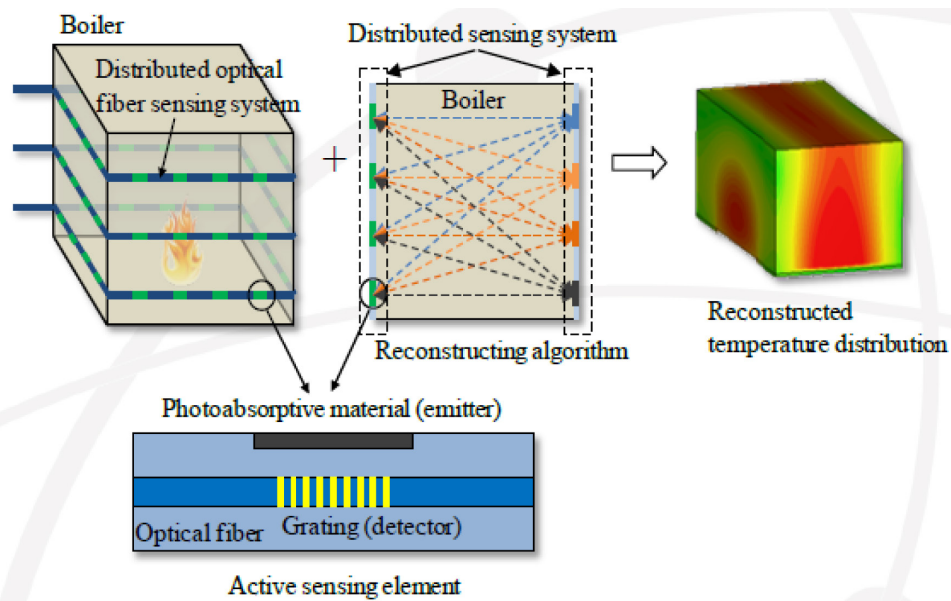 Boiler
Distributed optical
fiber sensing system
Distributed sensing system
Boiler
+
Reconstructing algorithm
Reconstructed
temperature distribution
Photoabsorptive material (emitter)
Optical fiber
Grating (detector)
Active sensing element